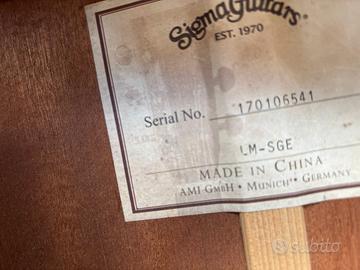 SigmaGuitars®
EST. 1970
Serial No. 170106541
LM-SGE
MADE IN CHINA
AMI GMBH • MUNICH • GERMANY
subito